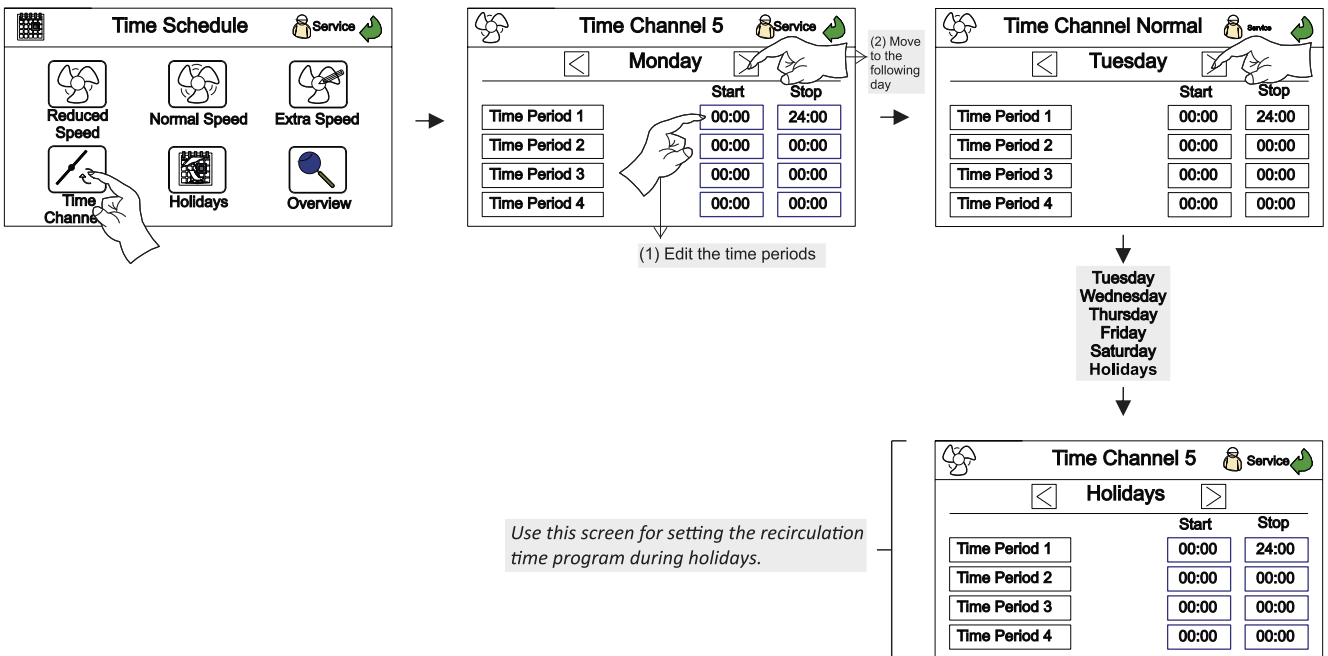 Time Schedule
Service
Reduced
Speed
Normal Speed
Extra Speed
Time
Channel
Holidays
Overview
Time Channel 5
Service
Monday
Start Stop
Time Period 1 00:00 24:00
Time Period 2 00:00 00:00
Time Period 3 00:00 00:00
Time Period 4 00:00 00:00
(1) Edit the time periods
(2) Move
to the
following
day
Time Channel Normal
Service
Tuesday
Start Stop
Time Period 1 00:00 24:00
Time Period 2 00:00 00:00
Time Period 3 00:00 00:00
Time Period 4 00:00 00:00
Tuesday
Wednesday
Thursday
Friday
Saturday
Holidays
Use this screen for setting the recirculation
time program during holidays.
Time Channel 5
Service
Holidays
Start Stop
Time Period 1 00:00 24:00
Time Period 2 00:00 00:00
Time Period 3 00:00 00:00
Time Period 4 00:00 00:00